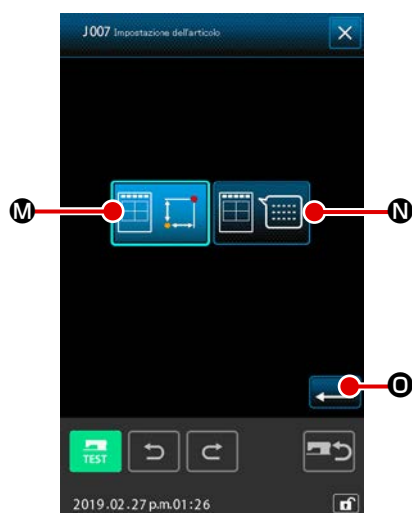 J007 Impostazione dell'articolo
M
N
O
TEST
2019.02.27 p.m.01:26